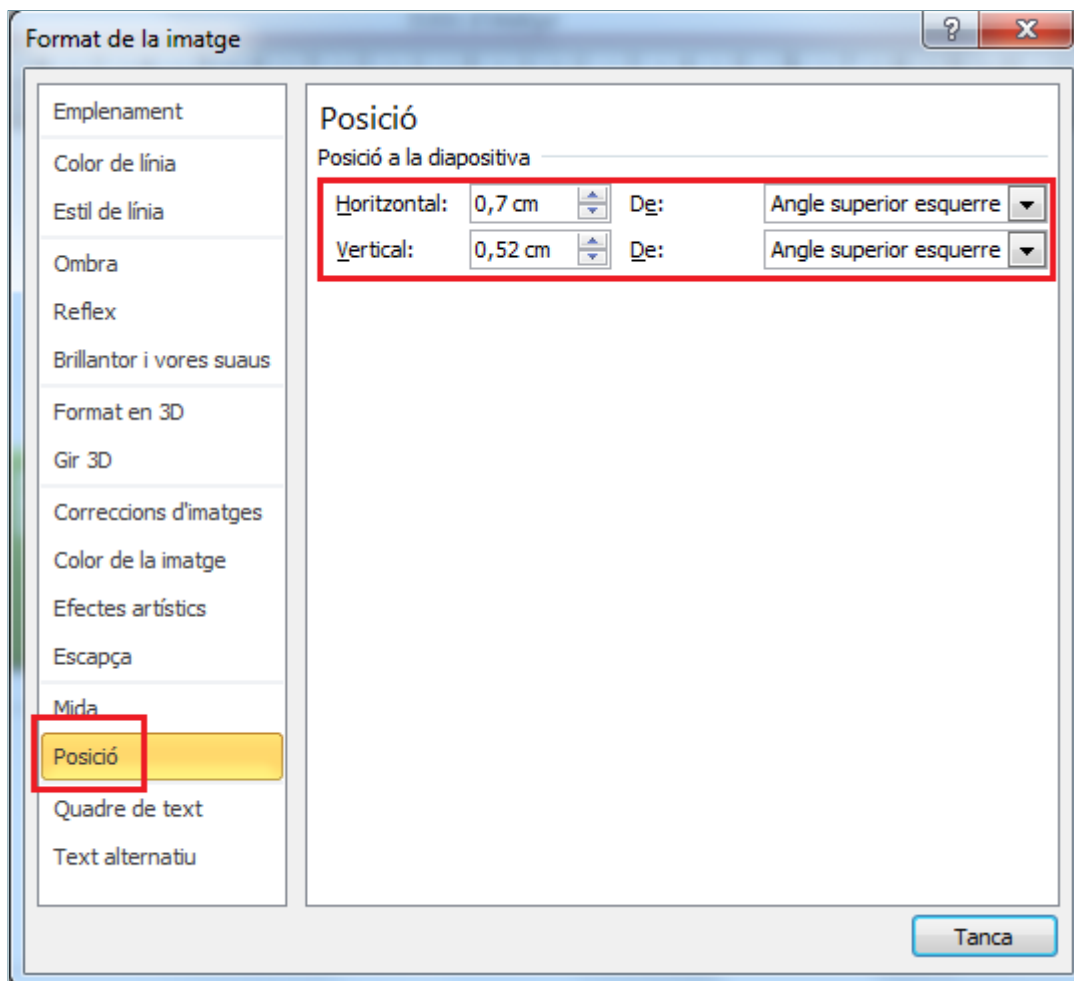 Format de la imatge
Emplenament
Color de línia
Estil de línia
Ombra
Reflex
Brillantor i vores suaus
Format en 3D
Gir 3D
Correccions d'imatges
Color de la imatge
Efectes artístics
Escapça
Mida
Posició
Quadre de text
Text alternatiu
Posició
Posició a la diapositiva
Horitzontal: 0,7 cm De: Angle superior esquerre
Vertical: 0,52 cm De: Angle superior esquerre
Tanca